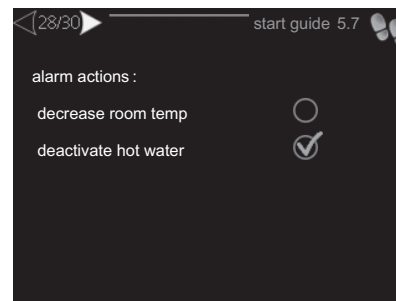 28/30 start guide 5.7
alarm actions :
decrease room temp
deactivate hot water